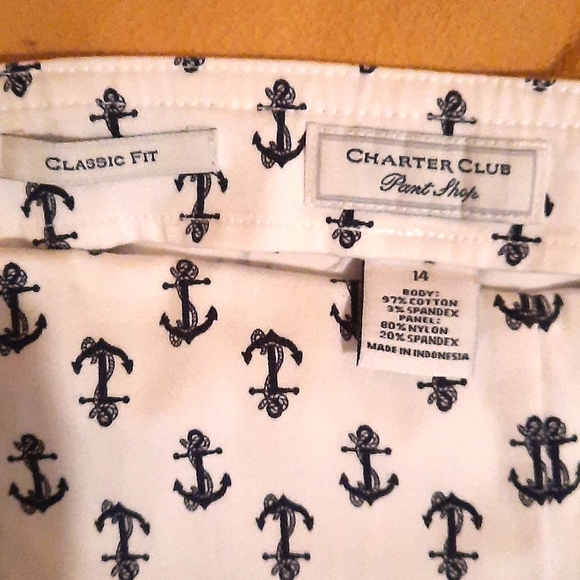 CLASSIC FIT
CHARTER CLUB
Pant Shop
14
BODY:
97% COTTON
3% SPANDEX
PANEL:
80% NYLON
20% SPANDEX
MADE IN INDONESIA